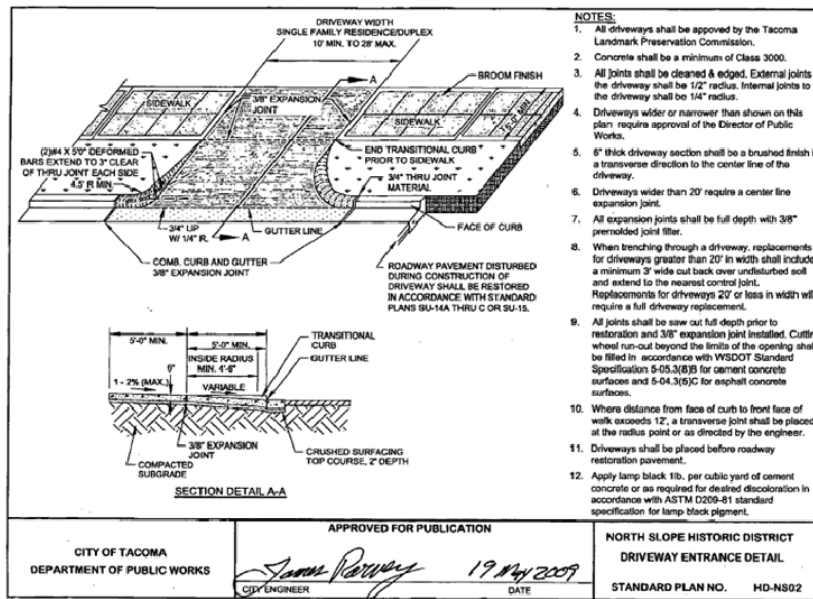 DRIVEWAY WIDTH
SINGLE FAMILY RESIDENCE/DUPLEX
10' MIN. TO 28' MAX.
A
BROOM FINISH
SIDEWALK
3/8" EXPANSION
JOINT
SIDEWALK
5'-0" MIN
(2)#4 X 5'0" DEFORMED
BARS EXTEND TO 3" CLEAR
OF THRU JOINT EACH SIDE
4.5' R MIN.
END TRANSITIONAL CURB
PRIOR TO SIDEWALK
3/4" THRU JOINT
MATERIAL
3/4" LIP
W/ 1/4" R.
A
GUTTER LINE
FACE OF CURB
COMB. CURB AND GUTTER
3/8" EXPANSION JOINT
ROADWAY PAVEMENT DISTURBED
DURING CONSTRUCTION OF
DRIVEWAY SHALL BE RESTORED
IN ACCORDANCE WITH STANDARD
PLANS SU-14A THRU C OR SU-15.
5'-0" MIN.
5'-0" MIN.
INSIDE RADIUS
MIN. 4'-6"
TRANSITIONAL
CURB
GUTTER LINE
6"
1 - 2% (MAX.)
VARIABLE
3/8" EXPANSION
JOINT
CRUSHED SURFACING
TOP COURSE, 2" DEPTH
COMPACTED
SUBGRADE
SECTION DETAIL A-A
NOTES:
1. All driveways shall be appoved by the Tacoma
Landmark Preservation Commission.
2. Concrete shall be a minimum of Class 3000.
3. All joints shall be cleaned & edged. External joints
the driveway shall be 1/2" radius. Internal joints to
the driveway shall be 1/4" radius.
4. Driveways wider or narrower than shown on this
plan require approval of the Director of Public
Works.
5. 6" thick driveway section shall be a brushed finish
a transverse direction to the center line of the
driveway.
6. Driveways wider than 20' require a center line
expansion joint.
7. All expansion joints shall be full depth with 3/8"
premolded joint filler.
8. When trenching through a driveway, replacements
for driveways greater than 20' in width shall include
a minimum 3' wide cut back over undisturbed soil
and extend to the nearest control joint.
Replacements for driveways 20' or less in width will
require a full driveway replacement.
9. All joints shall be saw cut full depth prior to
restoration and 3/8" expansion joint installed. Cuttin
wheel run-out beyond the limits of the opening shal
be filled in accordance with WSDOT Standard
Specification 5-05.3(8)B for cement concrete
surfaces and 5-04.3(5)C for asphalt concrete
surfaces.
10. Where distance from face of curb to front face of
walk exceeds 12', a transverse joint shall be placed
at the radius point or as directed by the engineer.
11. Driveways shall be placed before roadway
restoration pavement.
12. Apply lamp black 1lb. per cubic yard of cement
concrete or as required for desired discoloration in
accordance with ASTM D209-81 standard
specification for lamp black pigment.
CITY OF TACOMA
DEPARTMENT OF PUBLIC WORKS
APPROVED FOR PUBLICATION
19 May 2009
CITY ENGINEER
DATE
NORTH SLOPE HISTORIC DISTRICT
DRIVEWAY ENTRANCE DETAIL
STANDARD PLAN NO. HD-NS02